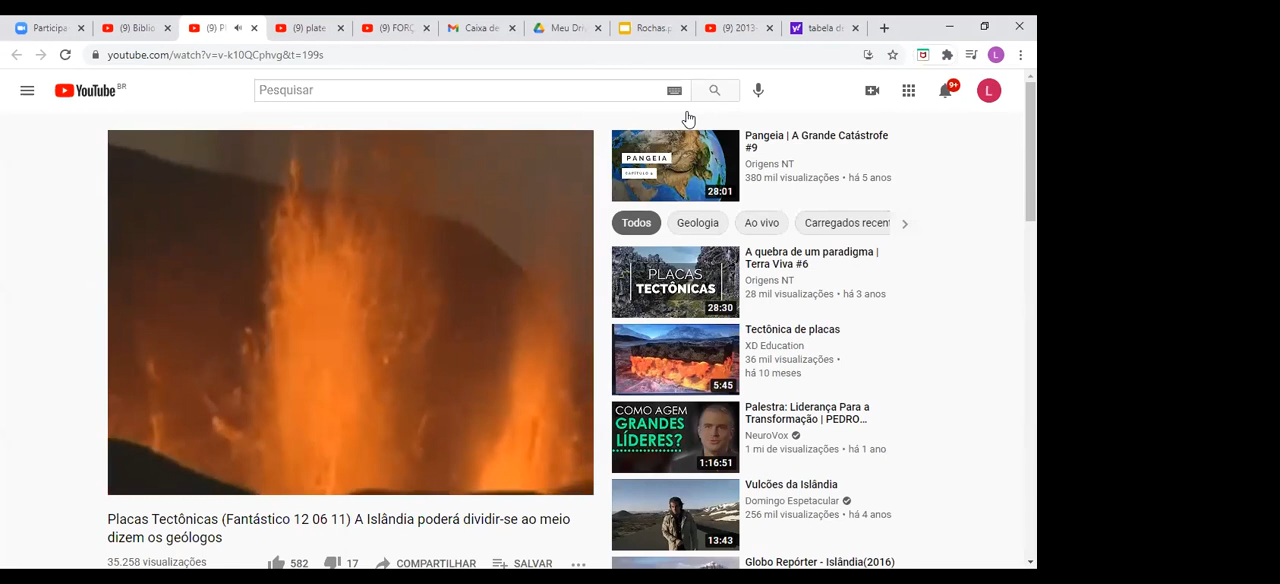 Participa
(9) Biblio
(9) Pl
(5) plate
(9) FORÇ
Caixa de
Meu Dri
Rochas.p
(9) 2013
tabela de
youtube.com/watch?v=v-k10QCphvg&t=199s
YouTube BR
Pesquisar
9+
L
L
PANGEIA
CAPÍTULO 9
28:01
Pangeia | A Grande Catástrofe
#9
Origens NT
380 mil visualizações • há 5 anos
Todos
Geologia
Ao vivo
Carregados recen
PLACAS
TECTÔNICAS
28:30
A quebra de um paradigma |
Terra Viva #6
Origens NT
28 mil visualizações • há 3 anos
5:45
Tectônica de placas
XD Education
36 mil visualizações •
há 10 meses
COMO AGEM
GRANDES
LÍDERES?
1:16:51
Palestra: Liderança Para a
Transformação | PEDRO...
NeuroVox
1 mi de visualizações • há 1 ano
13:43
Vulcões da Islândia
Domingo Espetacular
256 mil visualizações • há 4 anos
Globo Repórter - Islândia(2016)
Placas Tectônicas (Fantástico 12 06 11) A Islândia poderá dividir-se ao meio
dizem os geólogos
35.258 visualizações
582
17
COMPARTILHAR
SALVAR